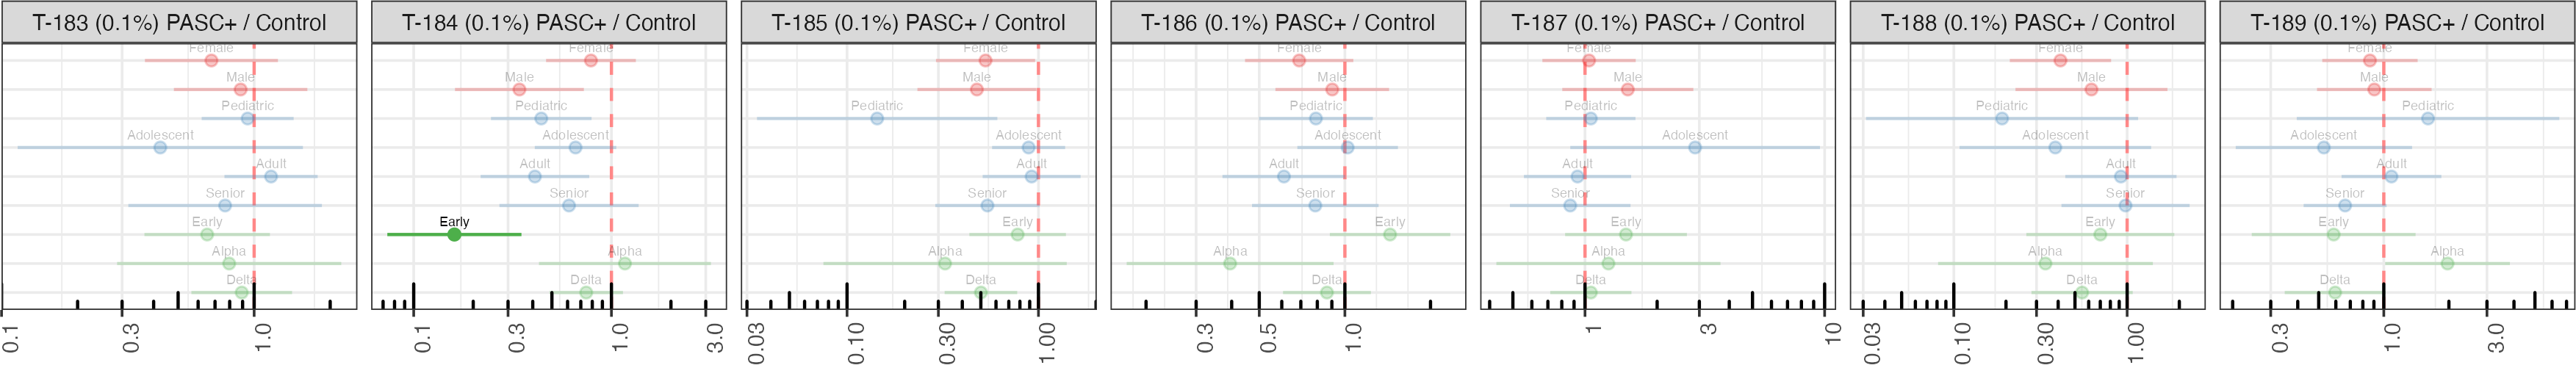 T-183 (0.1%) PASC+ / Control
Female
Male
Pediatric
Adolescent
Adult
Senior
Early
Alpha
Delta
0.1
0.3
1.0
T-184 (0.1%) PASC+ / Control
Female
Male
Pediatric
Adolescent
Adult
Senior
Early
Alpha
Delta
0.1
0.3
1.0
3.0
T-185 (0.1%) PASC+ / Control
Female
Male
Pediatric
Adolescent
Adult
Senior
Early
Alpha
Delta
0.03
0.10
0.30
1.00
T-186 (0.1%) PASC+ / Control
Female
Male
Pediatric
Adolescent
Adult
Senior
Early
Alpha
Delta
0.3
0.5
1.0
T-187 (0.1%) PASC+ / Control
Female
Male
Pediatric
Adolescent
Adult
Senior
Early
Alpha
Delta
1
3
10
T-188 (0.1%) PASC+ / Control
Female
Male
Pediatric
Adolescent
Adult
Senior
Early
Alpha
Delta
0.03
0.10
0.30
1.00
T-189 (0.1%) PASC+ / Control
Female
Male
Pediatric
Adolescent
Adult
Senior
Early
Alpha
Delta
0.3
1.0
3.0